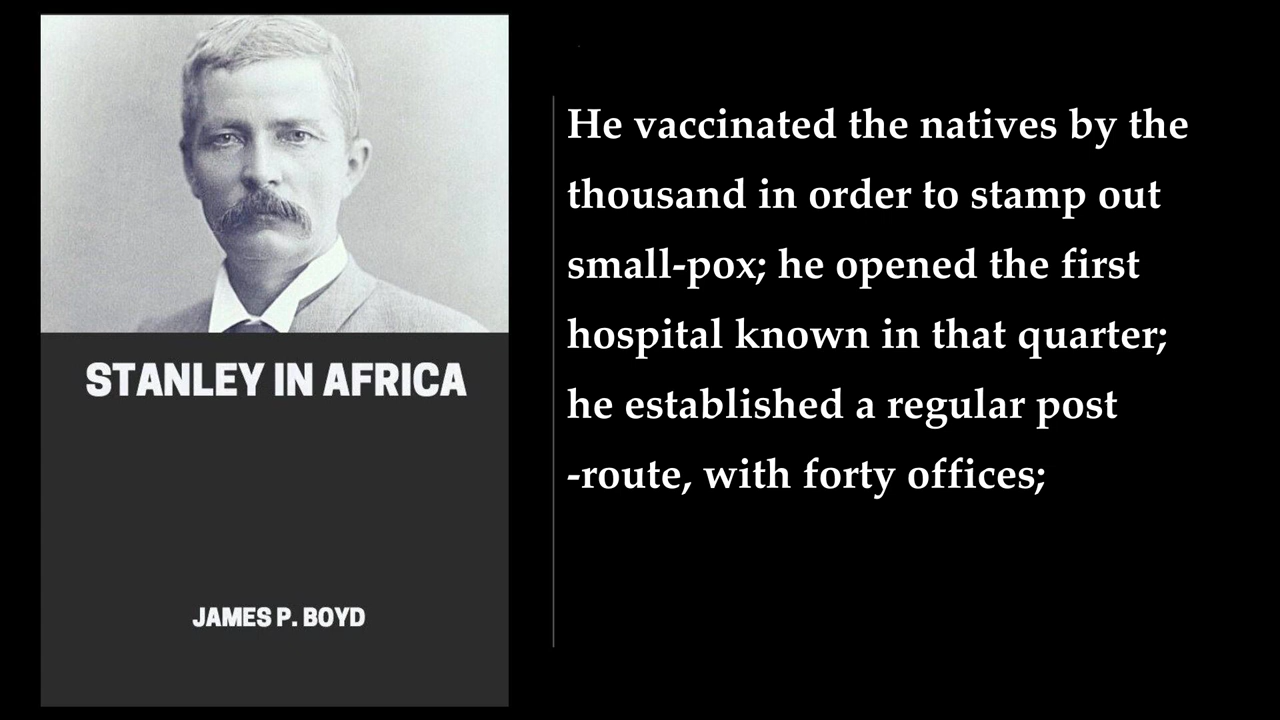 STANLEY IN AFRICA
JAMES P. BOYD
He vaccinated the natives by the
thousand in order to stamp out
small-pox; he opened the first
hospital known in that quarter;
he established a regular post
-route, with forty offices;